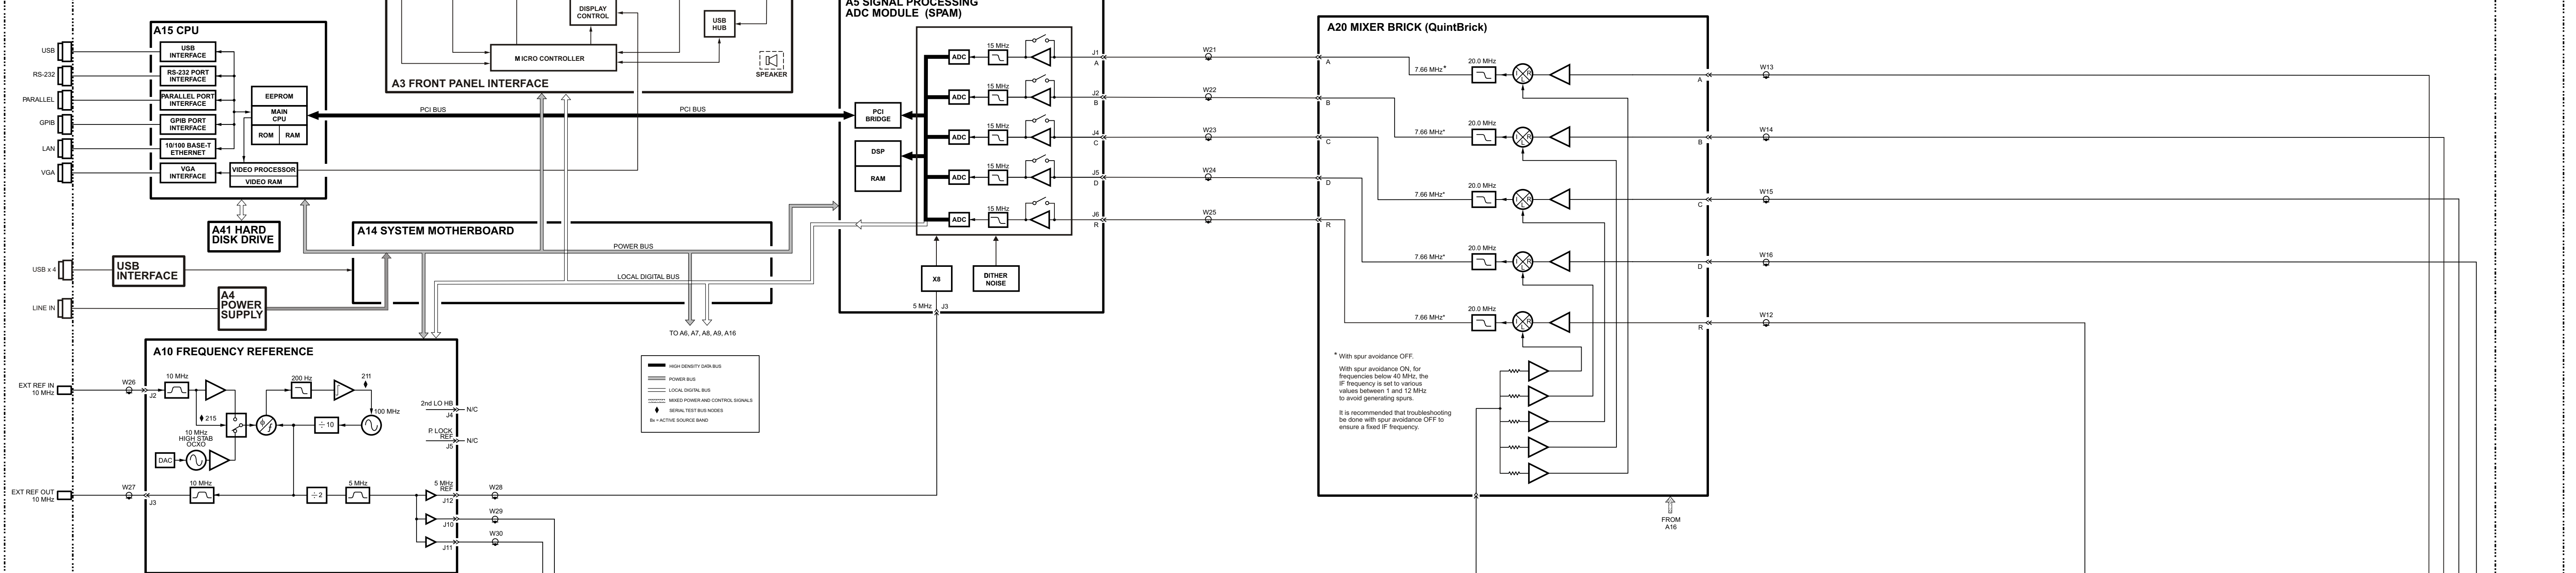 A15 CPU
USB
USB
INTERFACE
RS-232
RS-232 PORT
INTERFACE
PARALLEL
PARALLEL PORT
INTERFACE
GPIB
GPIB PORT
INTERFACE
LAN
10/100 BASE-T
ETHERNET
VGA
VGA
INTERFACE
EEPROM
MAIN
CPU
ROM
RAM
VIDEO PROCESSOR
VIDEO RAM
A41 HARD
DISK DRIVE
USB x 4
USB
INTERFACE
LINE IN
A4
POWER
SUPPLY
DISPLAY
CONTROL
USB
HUB
MICRO CONTROLLER
SPEAKER
A3 FRONT PANEL INTERFACE
PCI BUS
PCI BUS
A14 SYSTEM MOTHERBOARD
POWER BUS
LOCAL DIGITAL BUS
TO A6, A7, A8, A9, A16
HIGH DENSITY DATA BUS
POWER BUS
LOCAL DIGITAL BUS
MIXED POWER AND CONTROL SIGNALS
SERIAL TEST BUS NODES
Bx = ACTIVE SOURCE BAND
A10 FREQUENCY REFERENCE
EXT REF IN
10 MHz
W26
J2
10 MHz
215
10 MHz
HIGH STAB
OCXO
DAC
ϕ/f
200 Hz
211
100 MHz
÷ 10
2nd LO HB
J4
N/C
P. LOCK
REF
J5
N/C
EXT REF OUT
10 MHz
W27
J3
10 MHz
÷ 2
5 MHz
5 MHz
REF
J12
W28
J10
W29
J11
W30
A5 SIGNAL PROCESSING
ADC MODULE (SPAM)
PCI
BRIDGE
DSP
RAM
ADC
15 MHz
J1
A
ADC
15 MHz
J2
B
ADC
15 MHz
J4
C
ADC
15 MHz
J5
D
ADC
15 MHz
J6
R
X8
DITHER
NOISE
5 MHz
J3
W21
W22
W23
W24
W25
A20 MIXER BRICK (QuintBrick)
A
7.66 MHz*
20.0 MHz
I
R
L
A
W13
B
7.66 MHz*
20.0 MHz
I
R
L
B
W14
C
7.66 MHz*
20.0 MHz
I
R
L
C
W15
D
7.66 MHz*
20.0 MHz
I
R
L
D
W16
R
7.66 MHz*
20.0 MHz
I
R
L
R
W12
* With spur avoidance OFF.
With spur avoidance ON, for
frequencies below 40 MHz, the
IF frequency is set to various
values between 1 and 12 MHz
to avoid generating spurs.
It is recommended that troubleshooting
be done with spur avoidance OFF to
ensure a fixed IF frequency.
FROM
A16